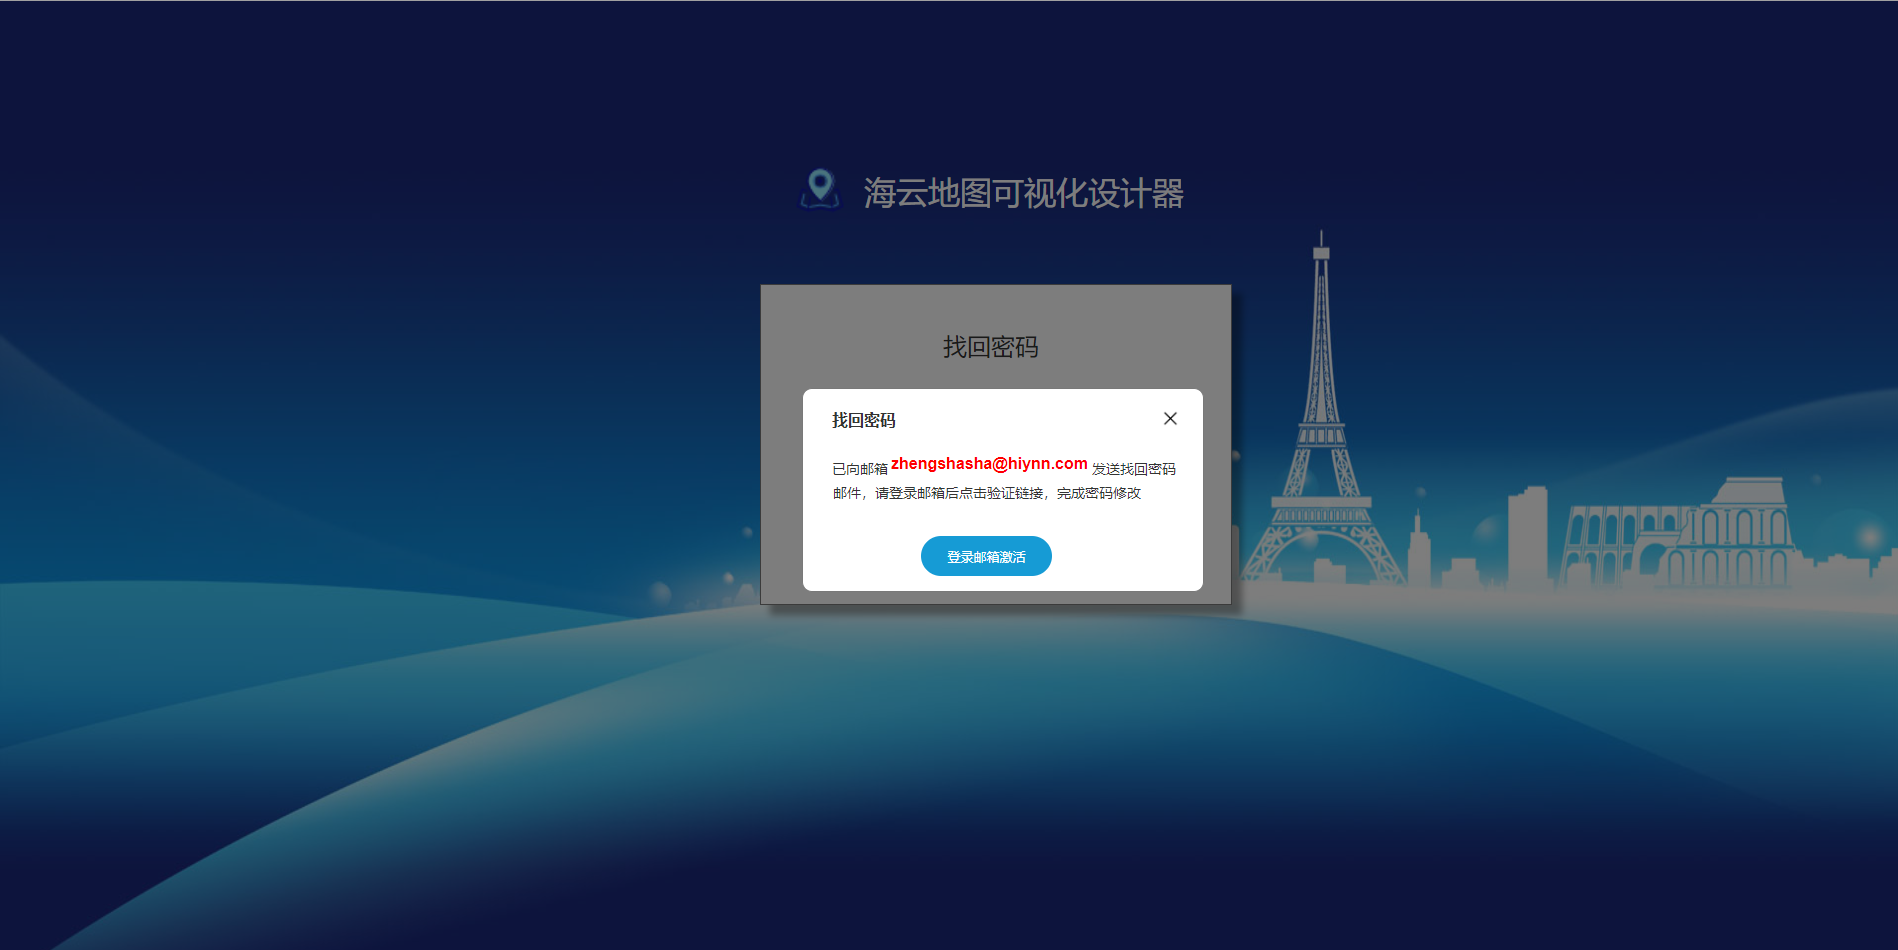 海云地图可视化设计器
找回密码
找回密码
已向邮箱 zhengshasha@hiynn.com 发送找回密码
邮件，请登录邮箱后点击验证链接，完成密码修改
登录邮箱激活